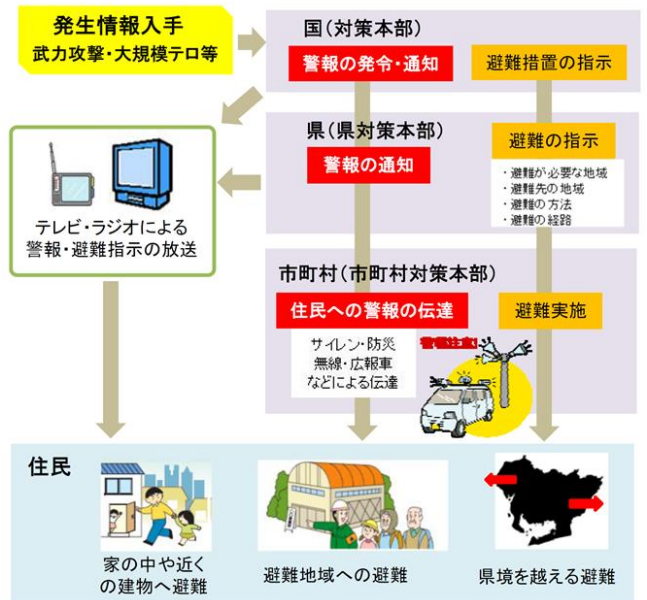 発生情報入手
武力攻撃・大規模テロ等
国(対策本部)
警報の発令・通知
避難措置の指示
県(県対策本部)
警報の通知
避難の指示
・避難が必要な地域
・避難先の地域
・避難の方法
・避難の経路
テレビ・ラジオによる
警報・避難指示の放送
市町村(市町村対策本部)
住民への警報の伝達
避難実施
サイレン・防災
無線・広報車
などによる伝達
住民
家の中や近く
の建物へ避難
避難地域への避難
県境を越える避難